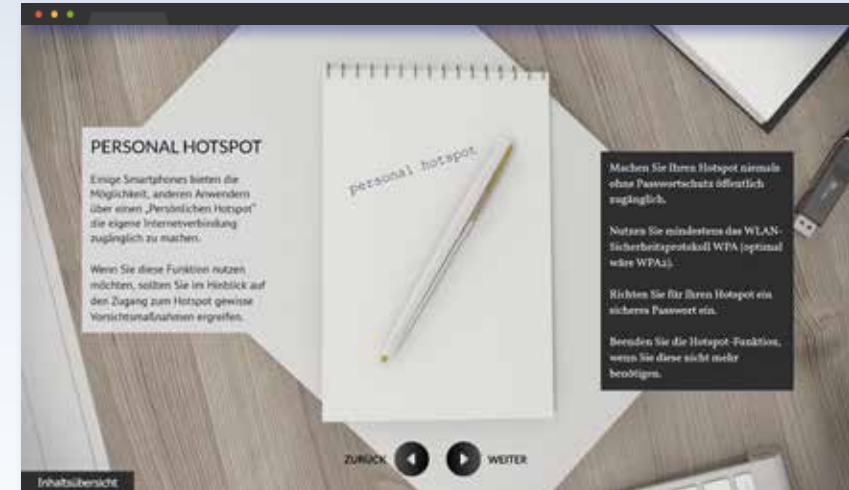 PERSONAL HOTSPOT
Einige Smartphones bieten die
Möglichkeit, anderen Anwendern
über einen „Persönlichen Hotspot“
die eigene Internetverbindung
zugänglich zu machen.
Wenn Sie diese Funktion nutzen
möchten, sollten Sie im Hinblick auf
den Zugang zum Hotspot gewisse
Vorsichtsmaßnahmen ergreifen.
personal hotspot
Machen Sie Ihren Hotspot niemals
ohne Passwortschutz öffentlich
zugänglich.
Nutzen Sie mindestens das WLAN-
Sicherheitsprotokoll WPA (optimal
wäre WPA2).
Richten Sie für Ihren Hotspot ein
sicheres Passwort ein.
Beenden Sie die Hotspot-Funktion,
wenn Sie diese nicht mehr
benötigen.
ZURÜCK
WEITER
Inhaltsübersicht